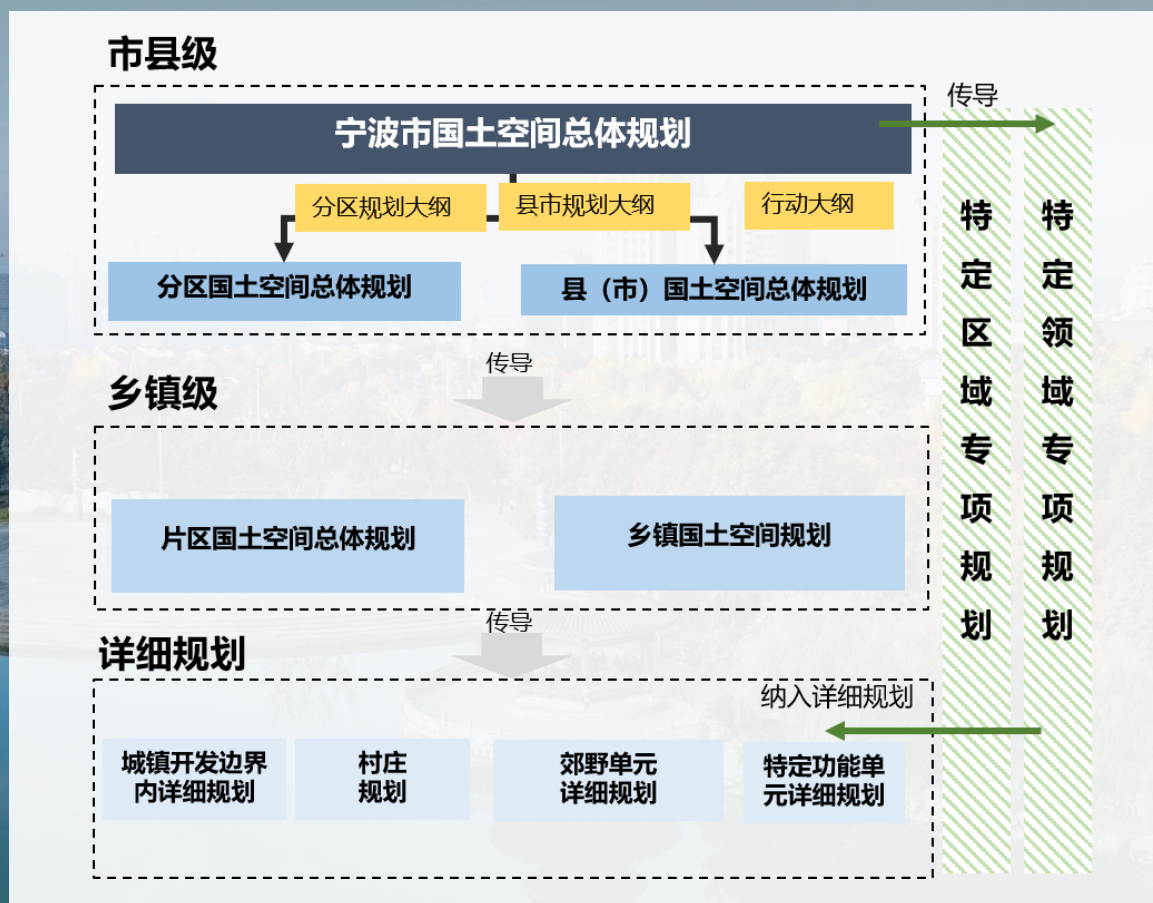 市县级
传导
宁波市国土空间总体规划
分区规划大纲
县市规划大纲
行动大纲
分区国土空间总体规划
县（市）国土空间总体规划
传导
乡镇级
片区国土空间总体规划
乡镇国土空间规划
传导
详细规划
纳入详细规划
城镇开发边界
内详细规划
村庄
规划
郊野单元
详细规划
特定功能单
元详细规划
特定区域专项规划
特定领域专项规划